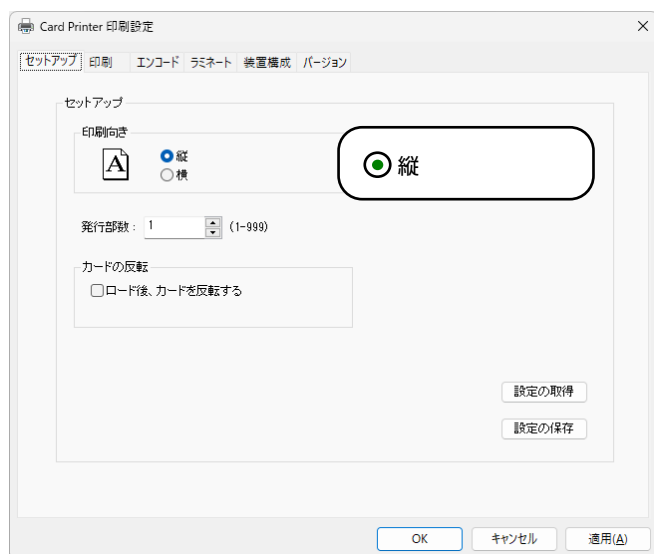 Card Printer 印刷設定
セットアップ 印刷 エンコード ラミネート 装置構成 バージョン
セットアップ
印刷向き
A
縦
横
縦
発行部数: 1 (1-999)
カードの反転
ロード後、カードを反転する
設定の取得
設定の保存
OK キャンセル 適用(A)